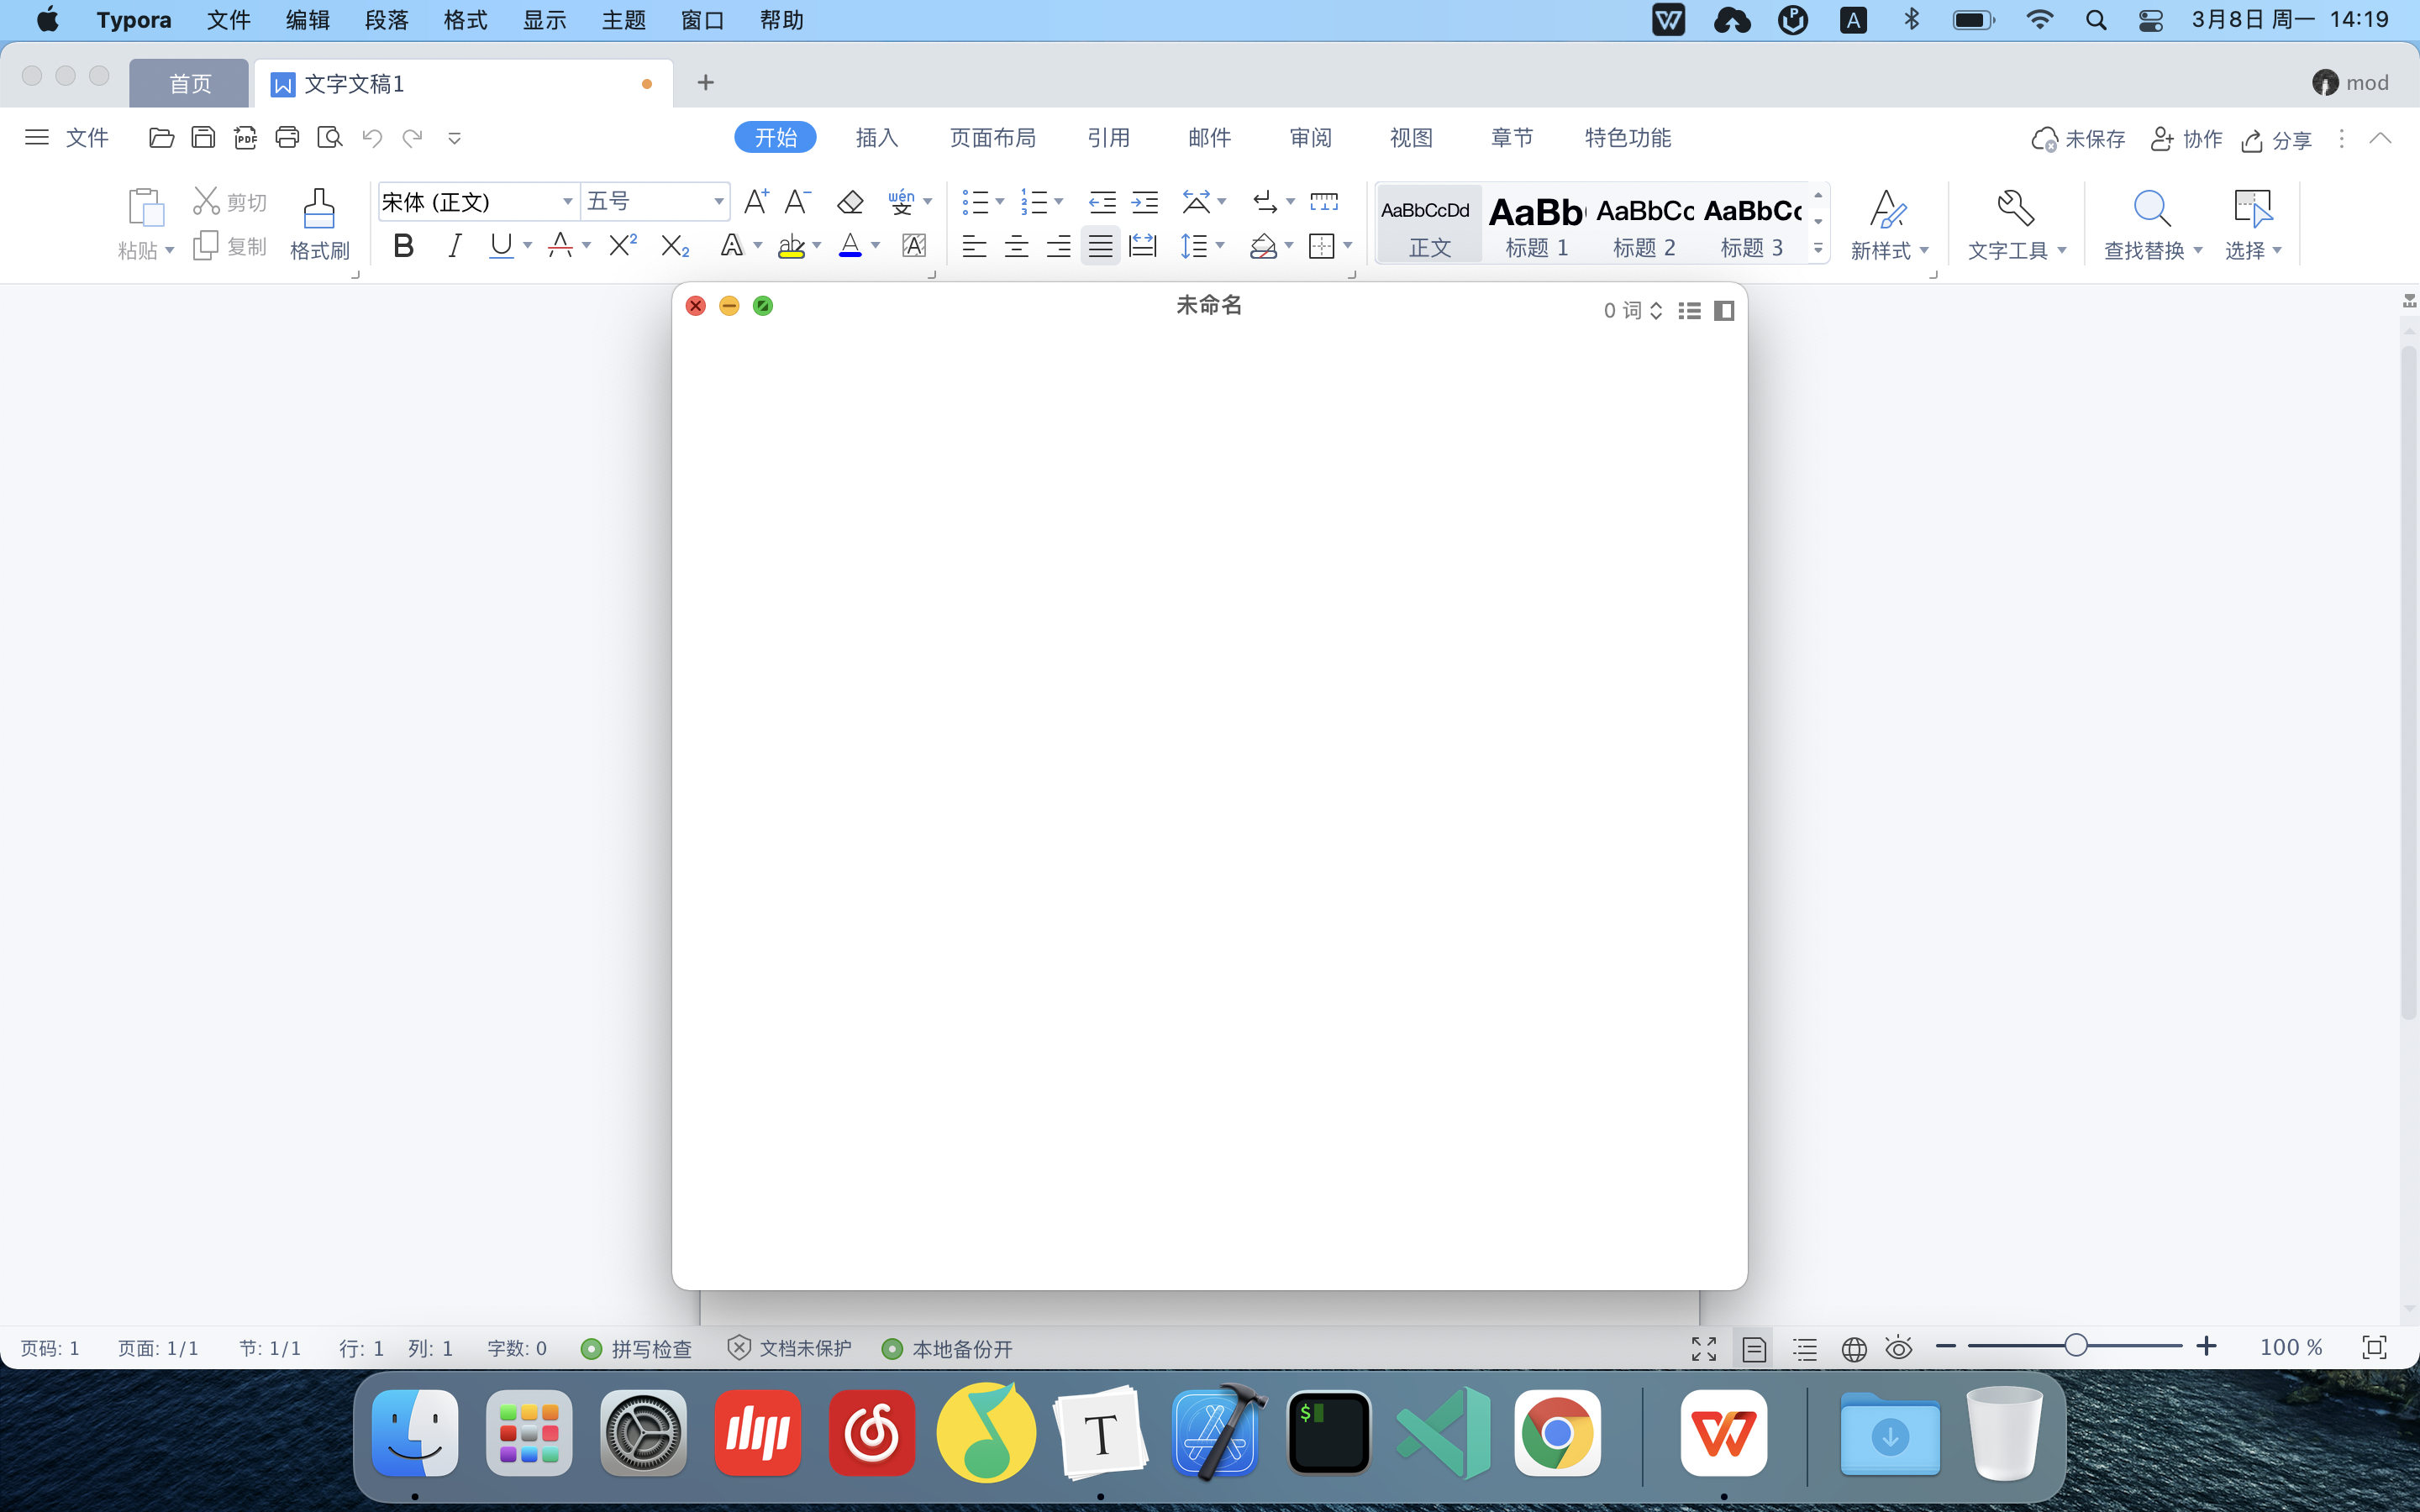 Typora 文件 编辑 段落 格式 显示 主题 窗口 帮助 A 3月8日 周一 14:19
首页 文字文稿1 + mod
文件 PDF 开始 插入 页面布局 引用 邮件 审阅 视图 章节 特色功能 未保存 协作 分享
粘贴 剪切 复制 格式刷
宋体 (正文) 五号 A+ A- wén 变
B I U A X² X₂ A ab A A
AaBbCcDd AaBb AaBbCc AaBbCc
正文 标题 1 标题 2 标题 3 新样式 文字工具 查找替换 选择
未命名 0 词
页码: 1 页面: 1/1 节: 1/1 行: 1 列: 1 字数: 0 拼写检查 文档未保护 本地备份开 100 %
T $